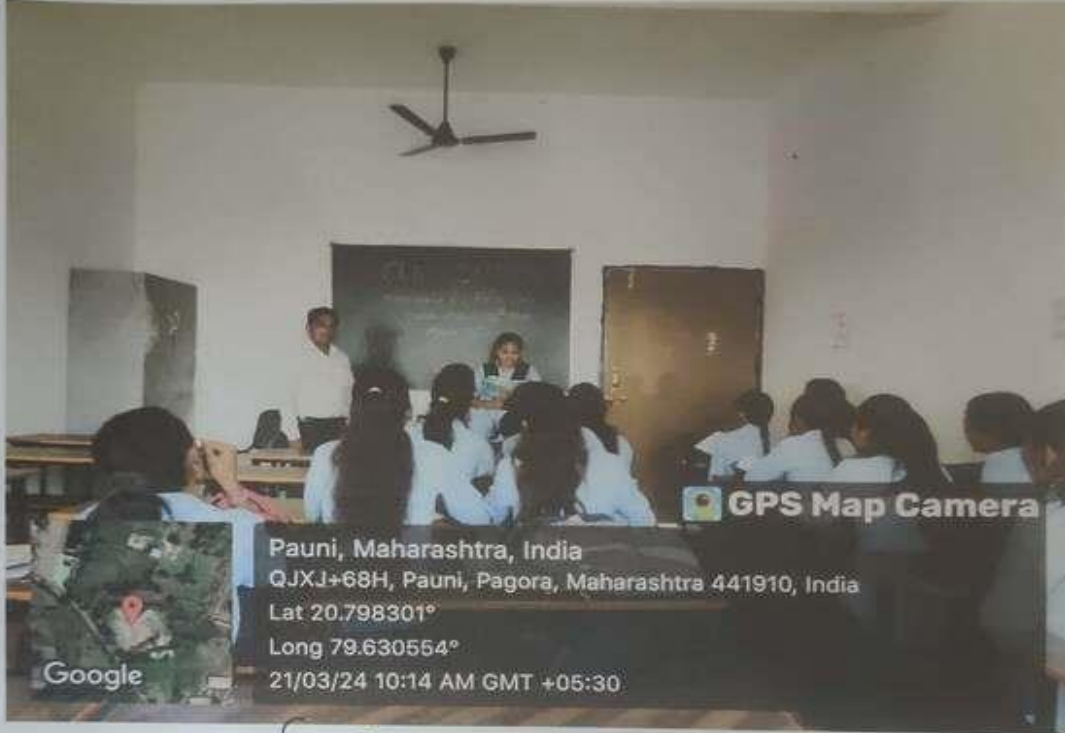 GPS Map Camera
Pauni, Maharashtra, India
QJXJ+68H, Pauni, Pagora, Maharashtra 441910, India
Lat 20.798301°
Long 79.630554°
21/03/24 10:14 AM GMT +05:30
Google